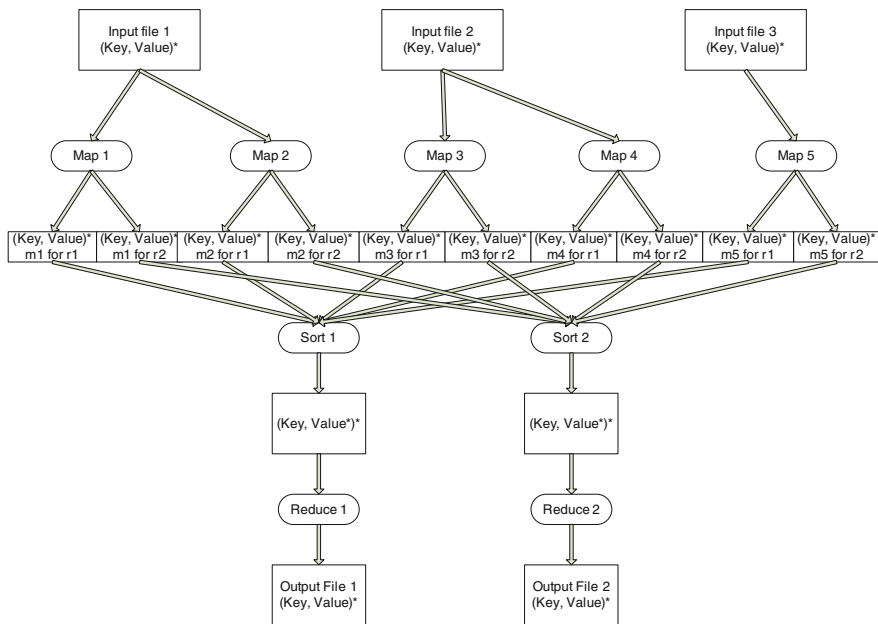 Input file 1
(Key, Value)*
Input file 2
(Key, Value)*
Input file 3
(Key, Value)*
Map 1
Map 2
Map 3
Map 4
Map 5
(Key, Value)*
m1 for r1
(Key, Value)*
m1 for r2
(Key, Value)*
m2 for r1
(Key, Value)*
m2 for r2
(Key, Value)*
m3 for r1
(Key, Value)*
m3 for r2
(Key, Value)*
m4 for r1
(Key, Value)*
m4 for r2
(Key, Value)*
m5 for r1
(Key, Value)*
m5 for r2
Sort 1
Sort 2
(Key, Value*)*
(Key, Value*)*
Reduce 1
Reduce 2
Output File 1
(Key, Value)*
Output File 2
(Key, Value)*